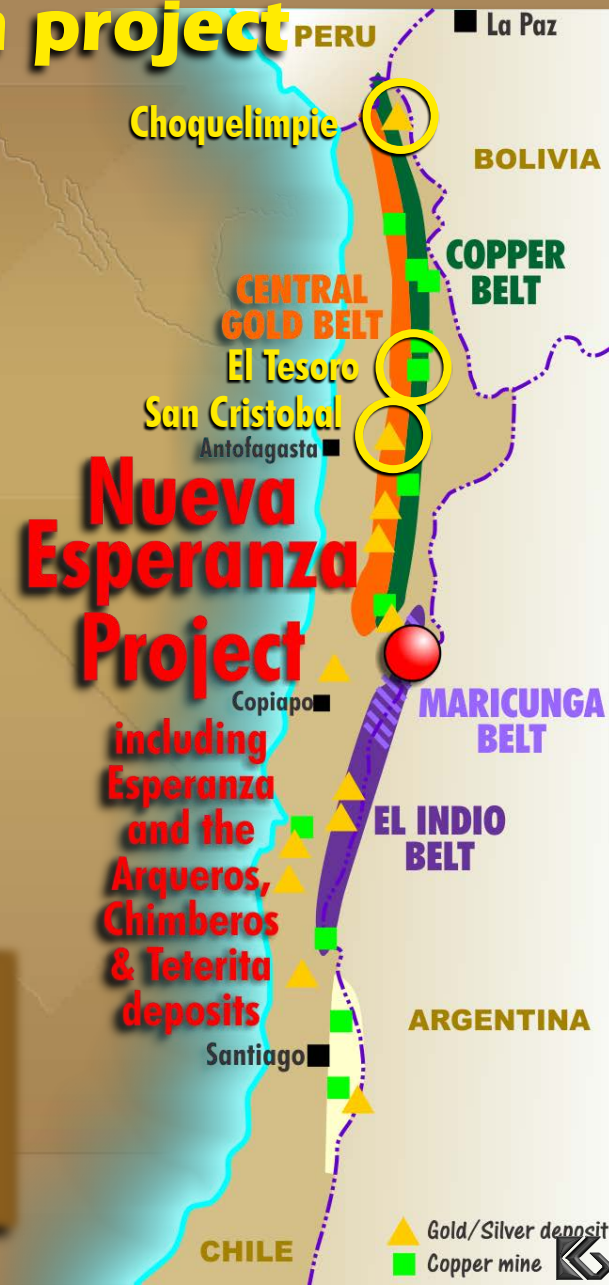 project
PERU
La Paz
Choquelimpie
BOLIVIA
COPPER
BELT
CENTRAL
GOLD BELT
El Tesoro
San Cristobal
Antofagasta
Nueva
Esperanza
Project
Copiapo
MARICUNGA
BELT
including
Esperanza
and the
Arqueros,
Chimberos
& Teterita
deposits
EL INDIO
BELT
ARGENTINA
Santiago
CHILE
Gold/Silver deposit
Copper mine